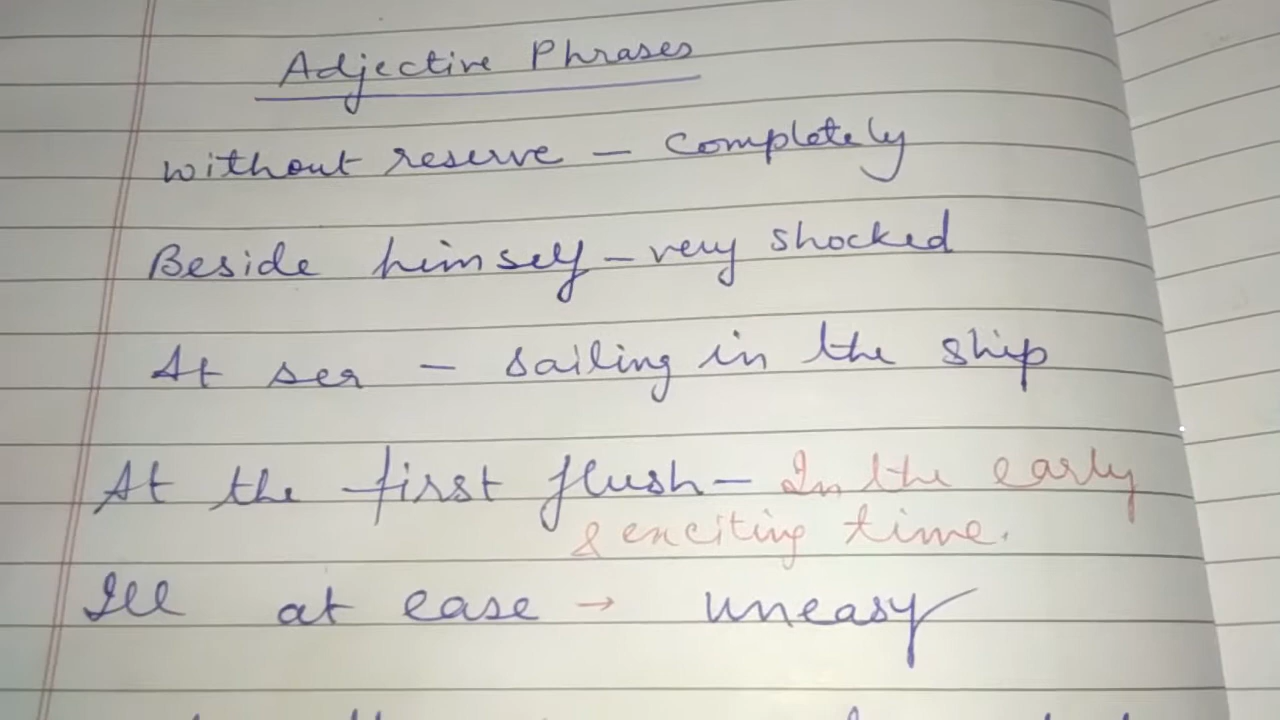 Adjective Phrases
without reserve - completely
Beside himself - very shocked
At sea - sailing in the ship
At the first flush - In the early
& exciting time.
Ill at ease → uneasy